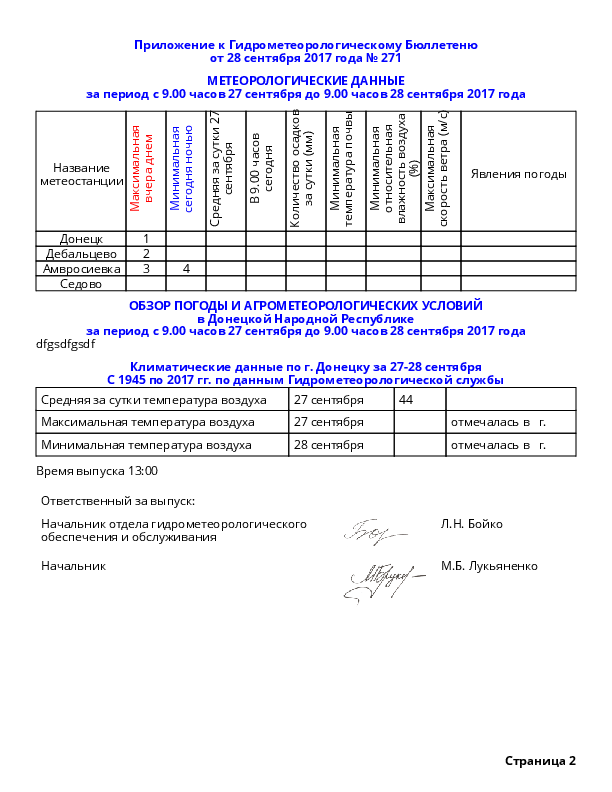 Приложение к Гидрометеорологическому Бюллетеню
от 28 сентября 2017 года № 271
МЕТЕОРОЛОГИЧЕСКИЕ ДАННЫЕ
за период с 9.00 часов 27 сентября до 9.00 часов 28 сентября 2017 года
Название
метеостанции
Максимальная
вчера днем
Минимальная
сегодня ночью
Средняя за сутки 27
сентября
В 9.00 часов
сегодня
Количество осадков
за сутки (мм)
Минимальная
температура почвы
Минимальная
относительная
влажность воздуха
(%)
Максимальная
скорость ветра (м/с)
Явления погоды
Донецк 1
Дебальцево 2
Амвросиевка 3 4
Седово
ОБЗОР ПОГОДЫ И АГРОМЕТЕОРОЛОГИЧЕСКИХ УСЛОВИЙ
в Донецкой Народной Республике
за период с 9.00 часов 27 сентября до 9.00 часов 28 сентября 2017 года
dfgsdfgsdf
Климатические данные по г. Донецку за 27-28 сентября
С 1945 по 2017 гг. по данным Гидрометеорологической службы
Средняя за сутки температура воздуха 27 сентября 44
Максимальная температура воздуха 27 сентября отмечалась в г.
Минимальная температура воздуха 28 сентября отмечалась в г.
Время выпуска 13:00
Ответственный за выпуск:
Начальник отдела гидрометеорологического
обеспечения и обслуживания
Л.Н. Бойко
Начальник
М.Б. Лукьяненко
Страница 2